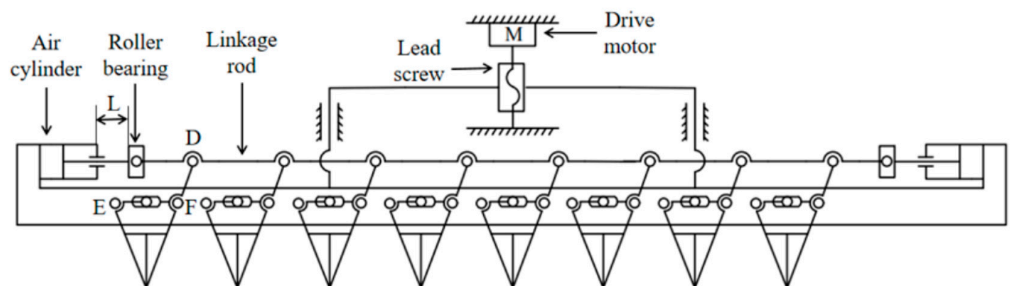 Air
cylinder
Roller
bearing
Linkage
rod
Lead
screw
M
Drive
motor
L
D
E
F